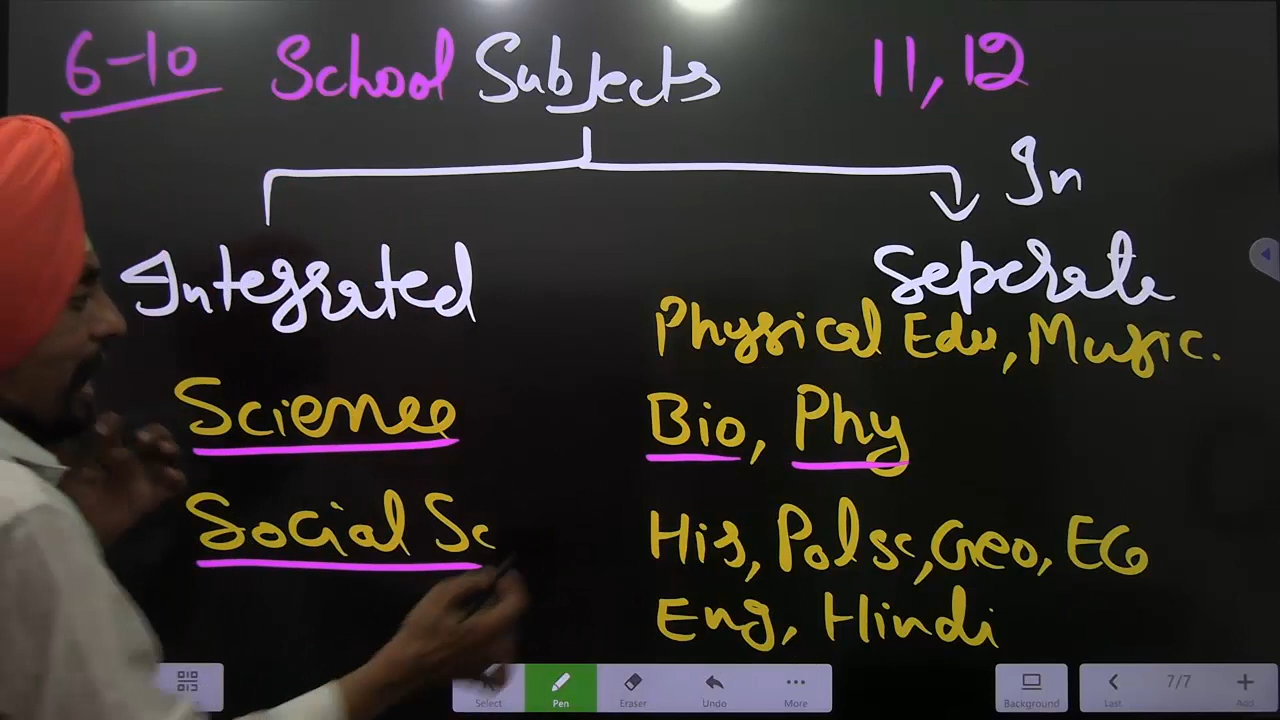 6-10 School Subjects 11, 12
In
Integrated Seperate
Physical Edu, Music.
Science Bio, Phy
Social Sc His, Pol sc, Geo, EG
Eng, Hindi
Select Pen Eraser Undo More Background Last 7/7 Add